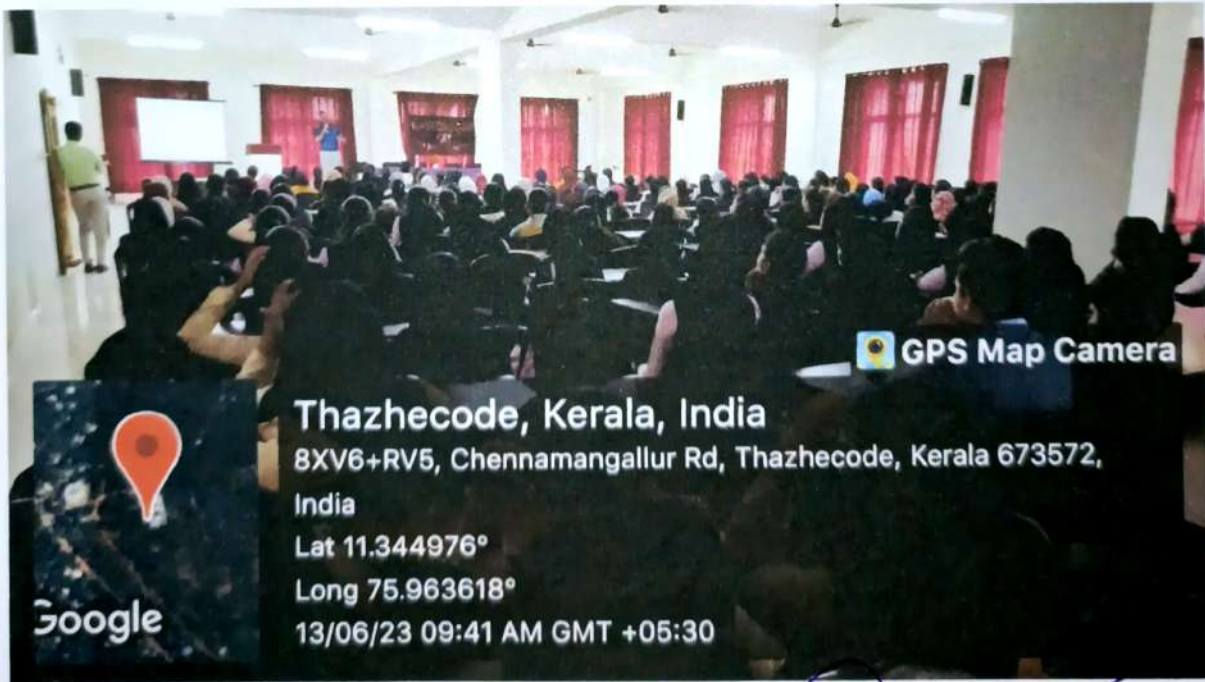 GPS Map Camera
Thazhecode, Kerala, India
8XV6+RV5, Chennamangallur Rd, Thazhecode, Kerala 673572,
India
Lat 11.344976°
Long 75.963618°
13/06/23 09:41 AM GMT +05:30
Google